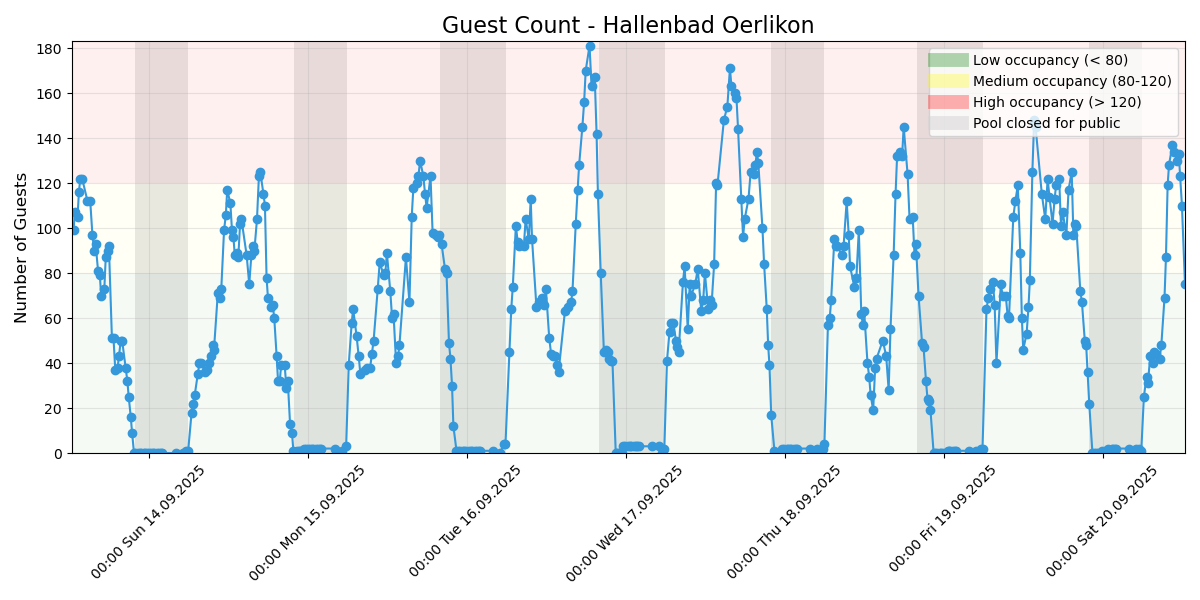 Guest Count - Hallenbad Oerlikon
Number of Guests
180
160
140
120
100
80
60
40
20
0
Low occupancy (< 80)
Medium occupancy (80-120)
High occupancy (> 120)
Pool closed for public
00:00 Sun 14.09.2025
00:00 Mon 15.09.2025
00:00 Tue 16.09.2025
00:00 Wed 17.09.2025
00:00 Thu 18.09.2025
00:00 Fri 19.09.2025
00:00 Sat 20.09.2025